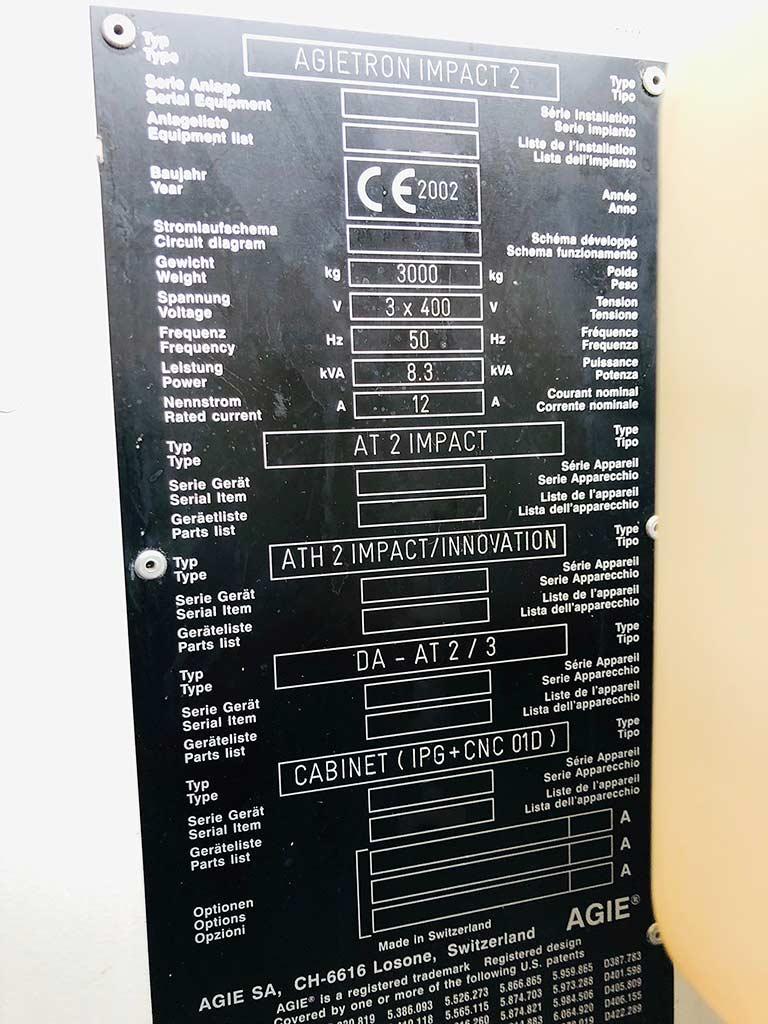 Typ AGIETRON IMPACT 2 Type
Type Tipo
Serie Anlage Série Installation
Serial Equipment Serie Impianto
Anlageliste Liste de l'installation
Equipment list Lista dell'impianto
Baujahr CE 2002 Année
Year Anno
Stromlaufschema Schéma développé
Circuit diagram Schema funzionamento
Gewicht kg 3000 kg Poids
Weight Peso
Spannung V 3 x 400 V Tension
Voltage Tensione
Frequenz Hz 50 Hz Fréquence
Frequency Frequenza
Leistung kVA 8.3 kVA Puissance
Power Potenza
Nennstrom A 12 A Courant nominal
Rated current Corrente nominale
Typ AT 2 IMPACT Type
Type Tipo
Serie Gerät Série Appareil
Serial Item Serie Apparecchio
Geräetliste Liste de l'appareil
Parts list Lista dell'apparecchio
Typ ATH 2 IMPACT/INNOVATION Type
Type Tipo
Serie Gerät Série Appareil
Serial Item Serie Apparecchio
Geräteliste Liste de l'appareil
Parts list Lista dell'apparecchio
Typ DA - AT 2 / 3 Type
Type Tipo
Serie Gerät Série Appareil
Serial Item Serie Apparecchio
Geräteliste Liste de l'appareil
Parts list Lista dell'apparecchio
Typ CABINET ( IPG + CNC 01D ) Type
Type Tipo
Serie Gerät Série Appareil
Serial Item Serie Apparecchio
Geräteliste Liste de l'appareil
Parts list Lista dell'apparecchio
A
A
A
Optionen
Options
Opzioni
Made in Switzerland AGIE®
AGIE SA, CH-6616 Losone, Switzerland
AGIE® is a registered trademark Registered design
Covered by one or more of the following U.S. patents
5.386.093 5.526.273 5.866.865 5.959.865 D387.783
5.565.115 5.874.703 5.973.288 D401.598
5.874.821 5.984.506 D405.809
6.064.920 D406.155
D422.289